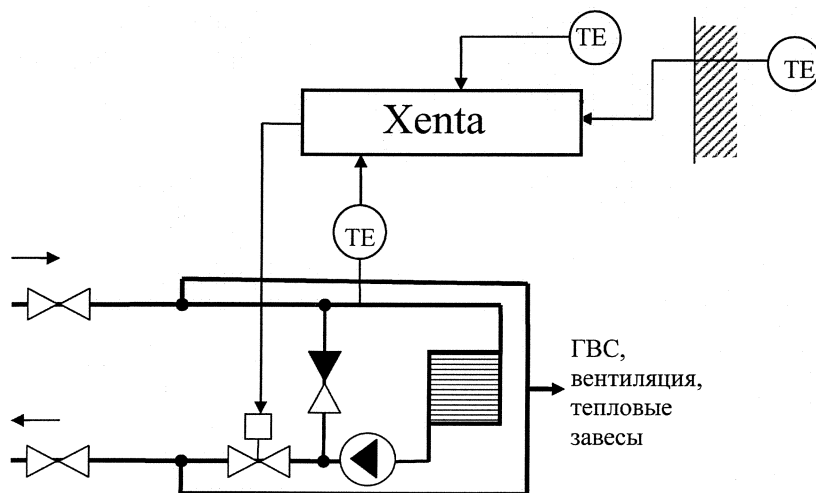 TE
TE
Xenta
TE
ГВС,
вентиляция,
тепловые
завесы